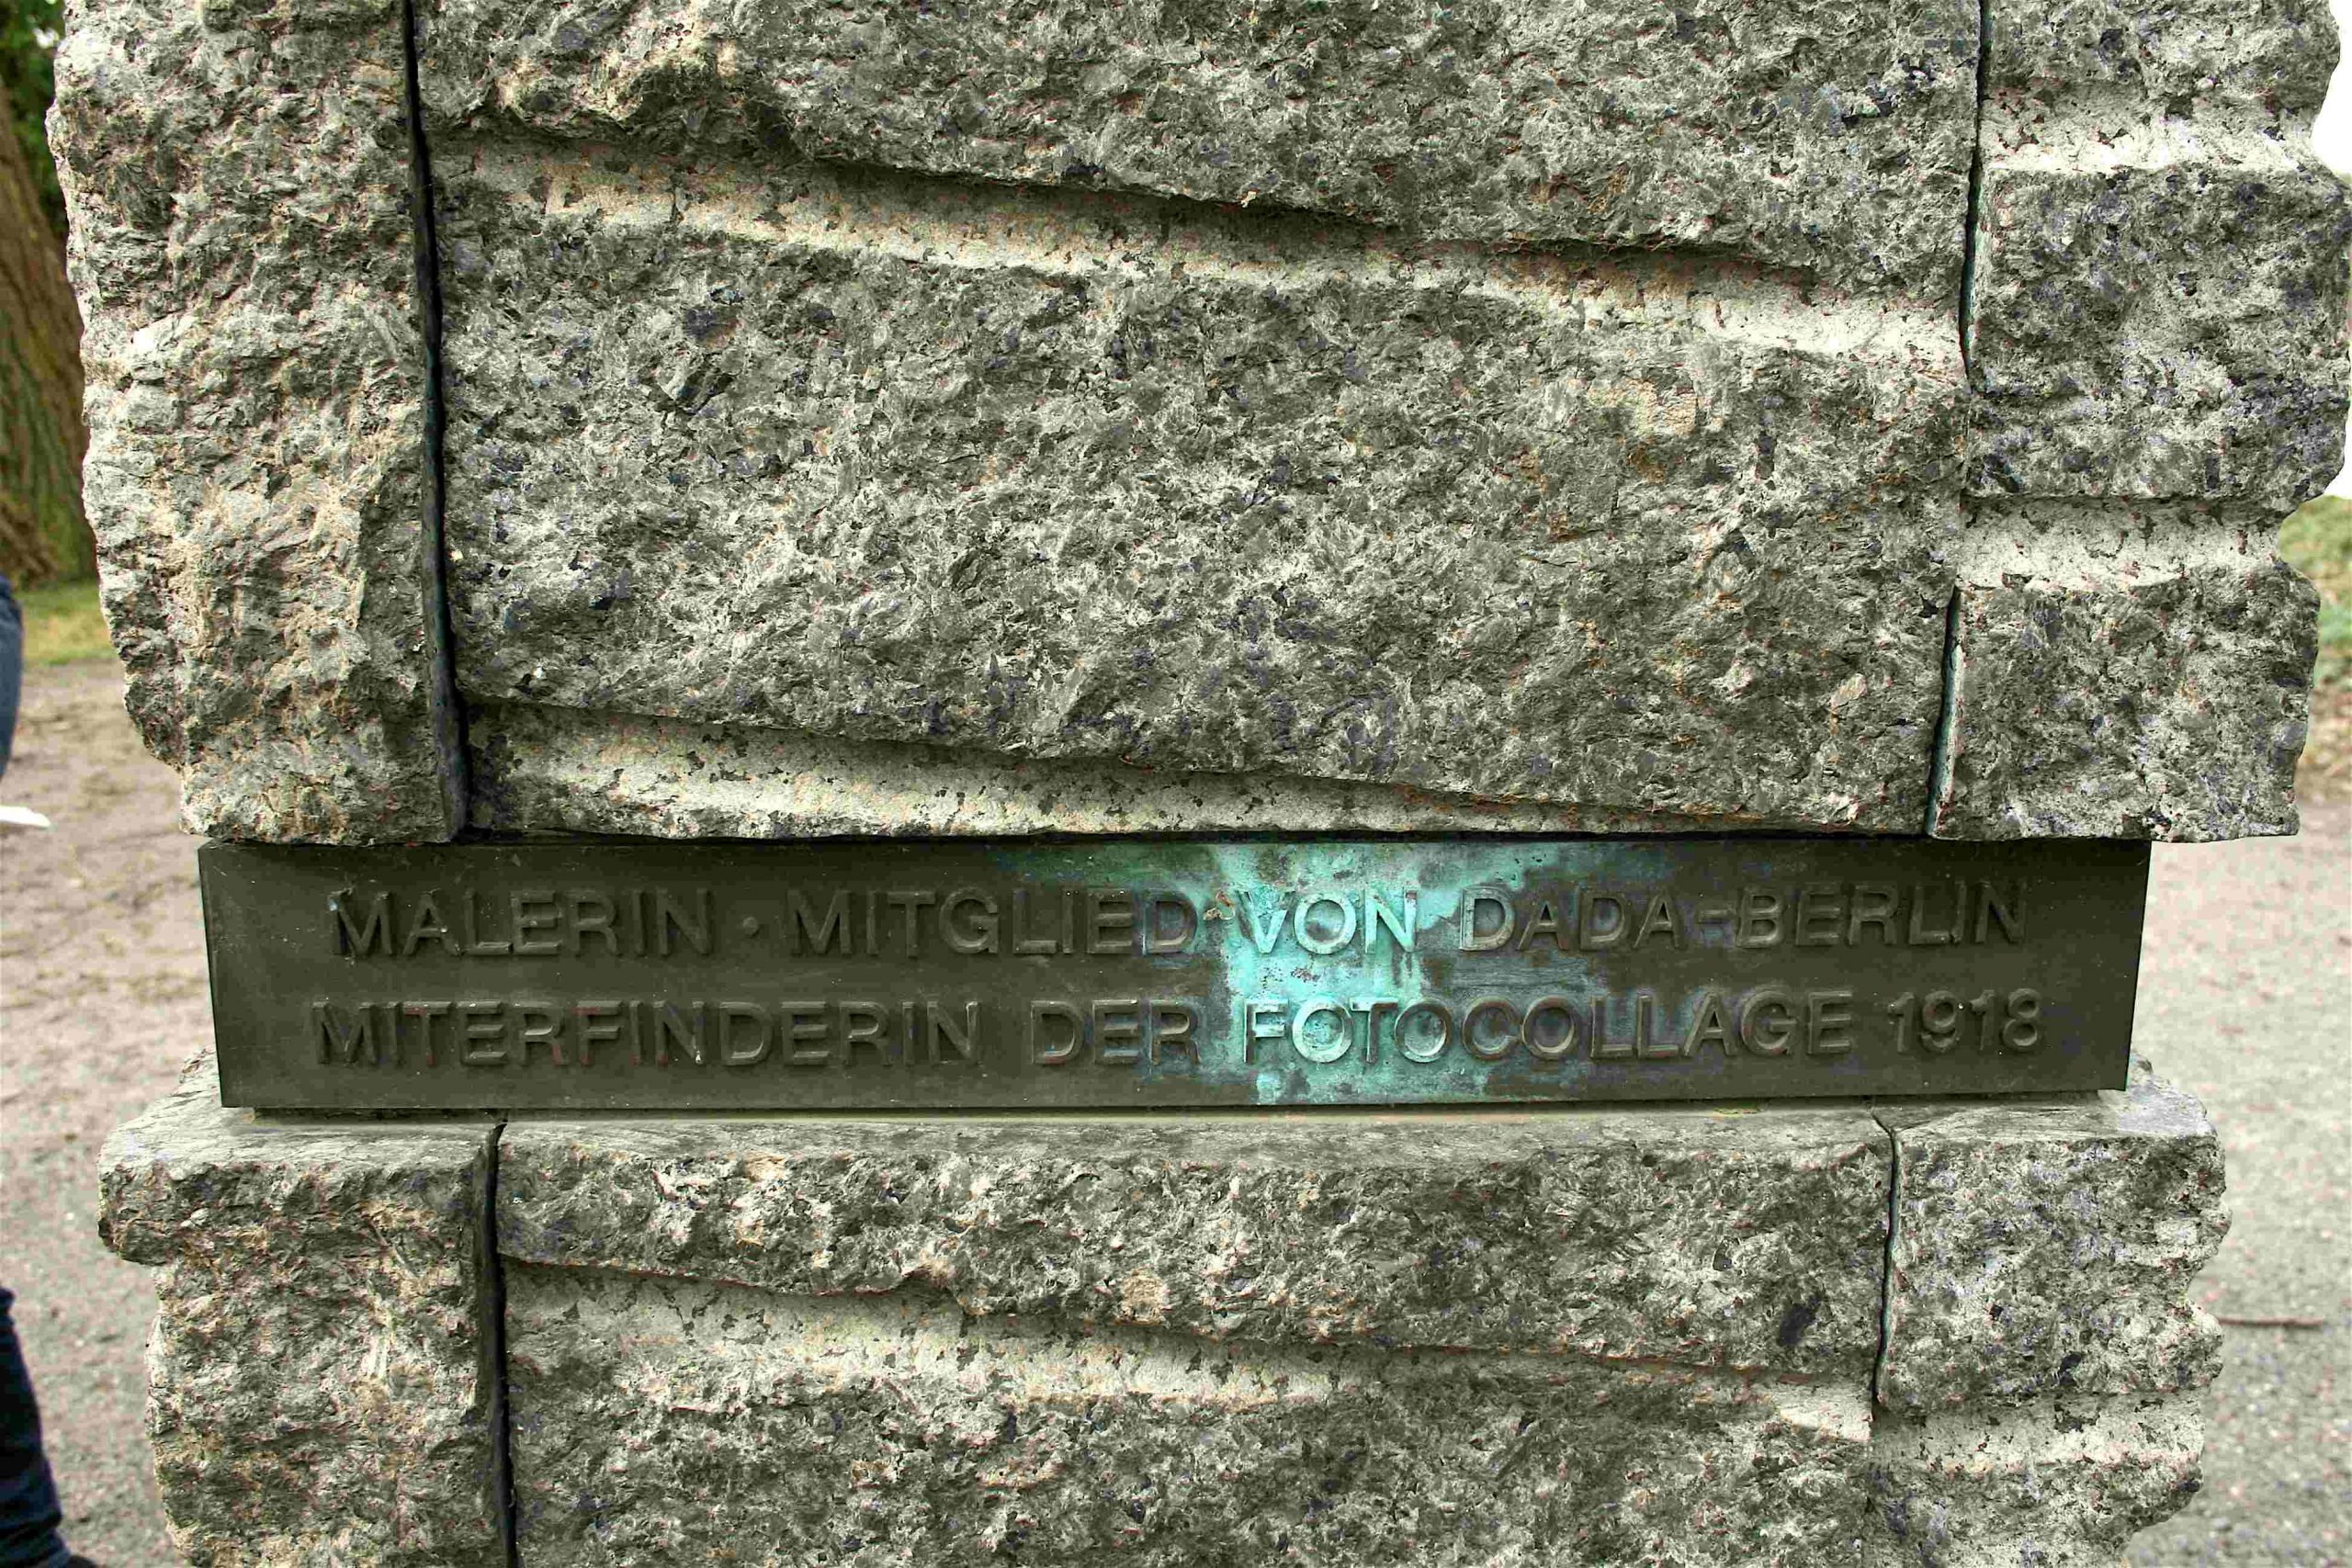 MALERIN · MITGLIED VON DADA-BERLIN
MITERFINDERIN DER FOTOCOLLAGE 1918